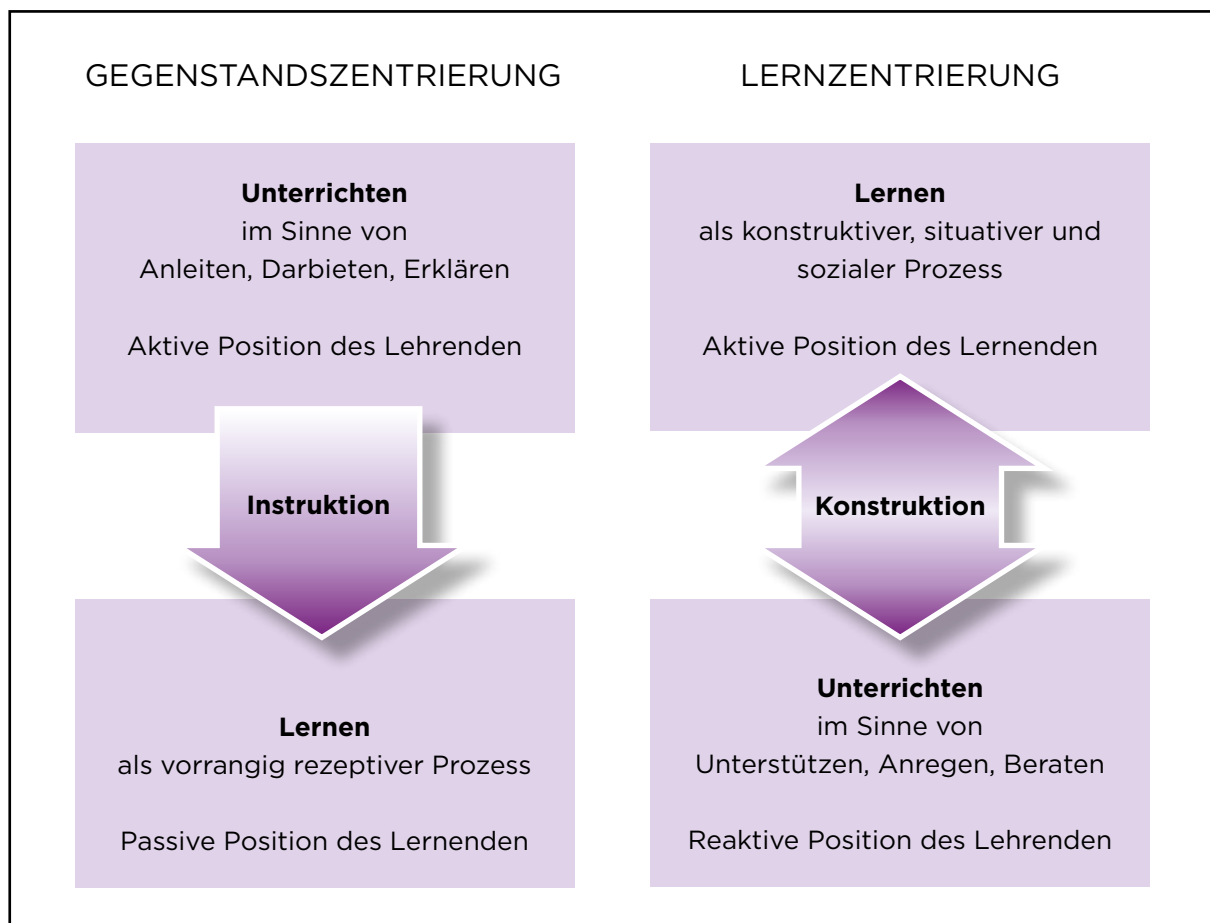 GEGENSTANDSZENTRIERUNG
Unterrichten
im Sinne von
Anleiten, Darbieten, Erklären
Aktive Position des Lehrenden
Instruktion
Lernen
als vorrangig rezeptiver Prozess
Passive Position des Lernenden
LERNZENTRIERUNG
Lernen
als konstruktiver, situativer und
sozialer Prozess
Aktive Position des Lernenden
Konstruktion
Unterrichten
im Sinne von
Unterstützen, Anregen, Beraten
Reaktive Position des Lehrenden